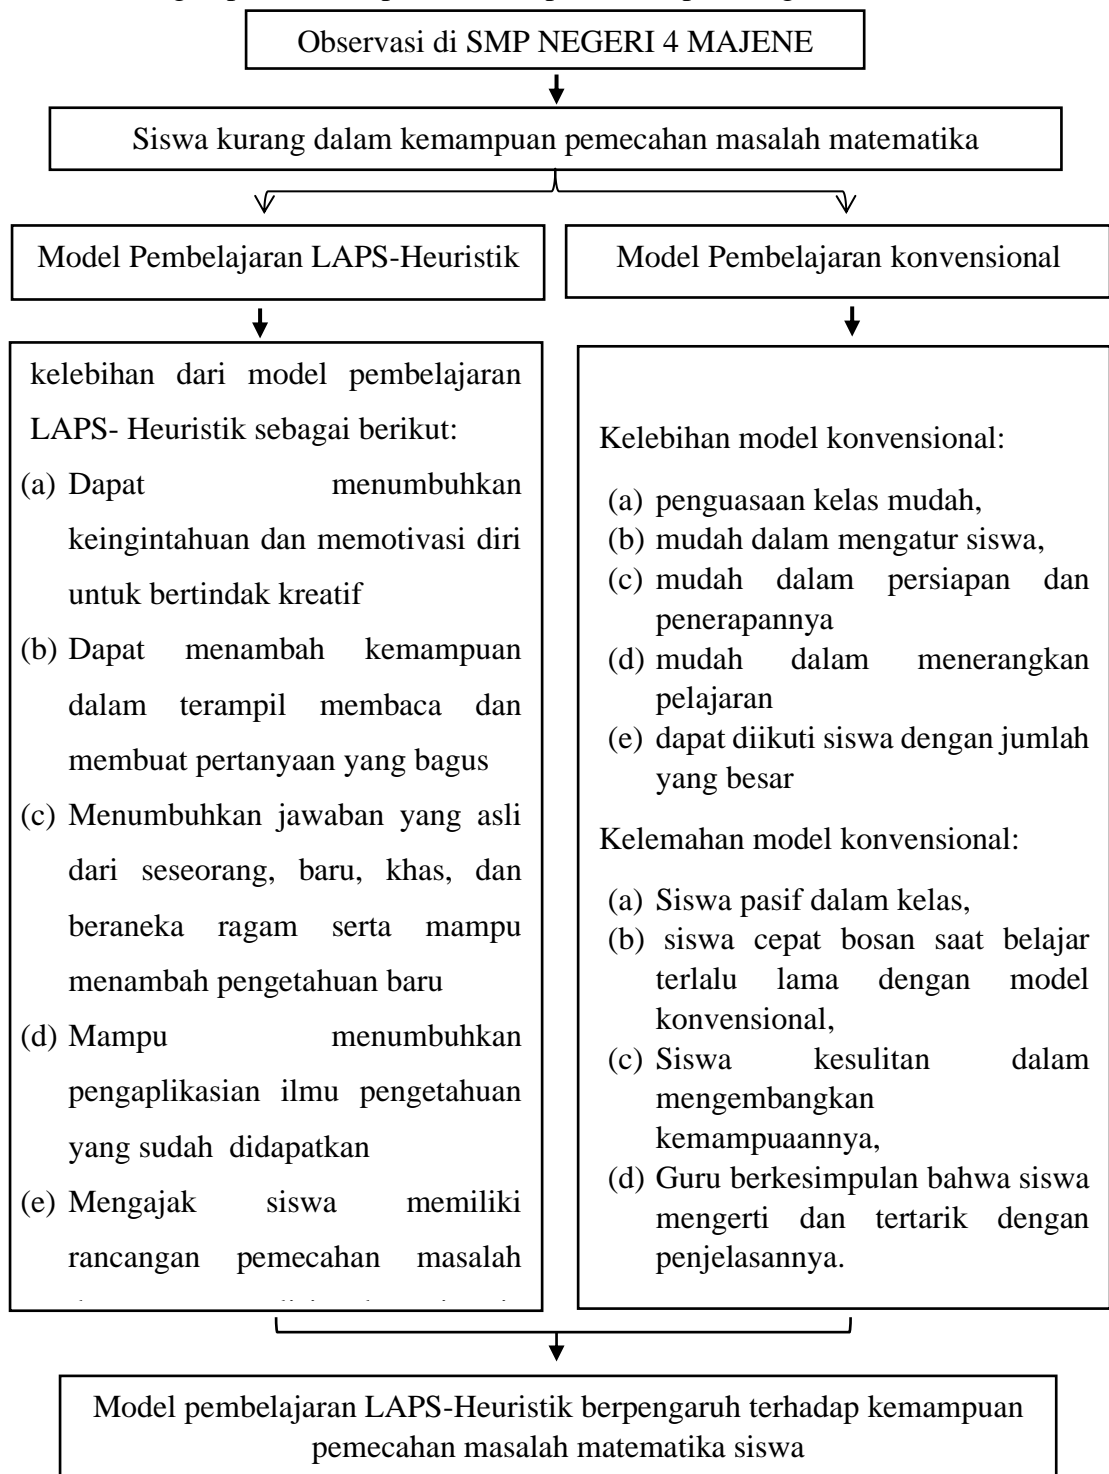 Observasi di SMP NEGERI 4 MAJENE
Siswa kurang dalam kemampuan pemecahan masalah matematika
Model Pembelajaran LAPS-Heuristik
Model Pembelajaran konvensional
kelebihan dari model pembelajaran
LAPS- Heuristik sebagai berikut:
(a) Dapat menumbuhkan
keingintahuan dan memotivasi diri
untuk bertindak kreatif
(b) Dapat menambah kemampuan
dalam terampil membaca dan
membuat pertanyaan yang bagus
(c) Menumbuhkan jawaban yang asli
dari seseorang, baru, khas, dan
beraneka ragam serta mampu
menambah pengetahuan baru
(d) Mampu menumbuhkan
pengaplikasian ilmu pengetahuan
yang sudah didapatkan
(e) Mengajak siswa memiliki
rancangan pemecahan masalah
Kelebihan model konvensional:
(a) penguasaan kelas mudah,
(b) mudah dalam mengatur siswa,
(c) mudah dalam persiapan dan
penerapannya
(d) mudah dalam menerangkan
pelajaran
(e) dapat diikuti siswa dengan jumlah
yang besar
Kelemahan model konvensional:
(a) Siswa pasif dalam kelas,
(b) siswa cepat bosan saat belajar
terlalu lama dengan model
konvensional,
(c) Siswa kesulitan dalam
mengembangkan
kemampuaannya,
(d) Guru berkesimpulan bahwa siswa
mengerti dan tertarik dengan
penjelasannya.
Model pembelajaran LAPS-Heuristik berpengaruh terhadap kemampuan
pemecahan masalah matematika siswa